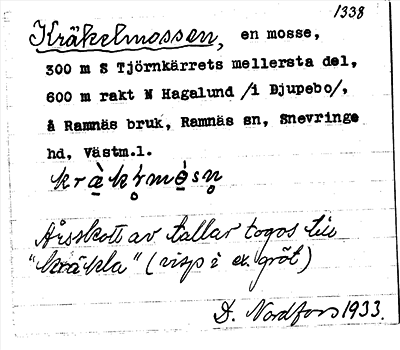 1338
Kräkelmossen, en mosse,
300 m S Tjörnkärrets mellersta del,
600 m rakt N Hagalund /i Djupebo/,
å Ramnäs bruk, Ramnäs sn, Snevringe
hd, Västm.l.
Årsskott av tallar togos till
"kräkla" (visp i ex. gröt)
D. Nordfors 1933.